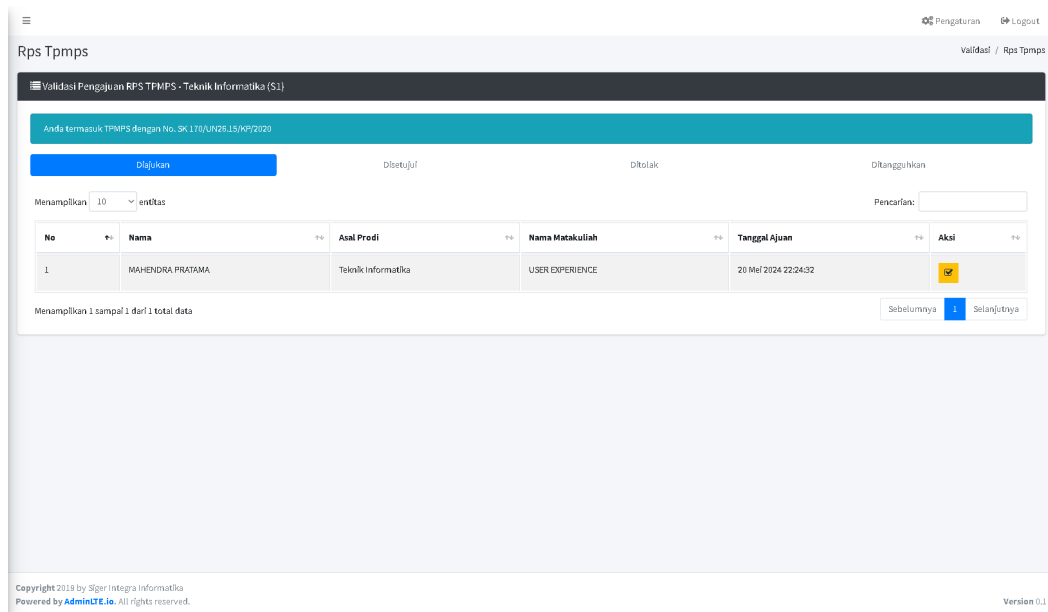 Pengaturan Logout
Rps Tpmps
Validasi / Rps Tpmps
Validasi Pengajuan RPS TPMPS - Teknik Informatika (S1)
Anda termasuk TPMPS dengan No. SK 170/UN26.15/KP/2020
Diajukan Disetujui Ditolak Ditangguhkan
Menampilkan 10 entitas Pencarian:
No Nama Asal Prodi Nama Matakuliah Tanggal Ajuan Aksi
1 MAHENDRA PRATAMA Teknik Informatika USER EXPERIENCE 20 Mei 2024 22:24:32
Menampilkan 1 sampai 1 dari 1 total data
Sebelumnya 1 Selanjutnya
Copyright 2019 by Siger Integra Informatika
Powered by AdminLTE.io. All rights reserved.
Version 0.1